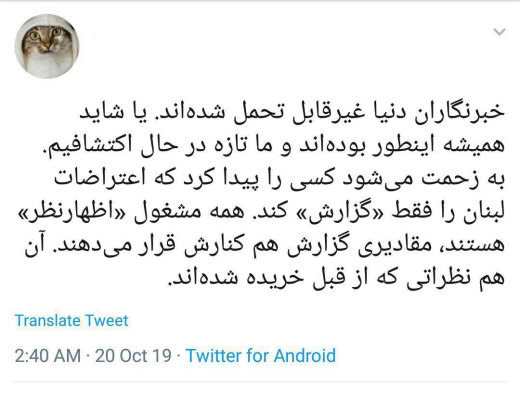 خبرنگاران دنیا غیرقابل تحمل شده‌اند. یا شاید
همیشه اینطور بوده‌اند و ما تازه در حال اکتشافیم.
به زحمت می‌شود کسی را پیدا کرد که اعتراضات
لبنان را فقط «گزارش» کند. همه مشغول «اظهارنظر»
هستند، مقادیری گزارش هم کنارش قرار می‌دهند. آن
هم نظراتی که از قبل خریده شده‌اند.
Translate Tweet
2:40 AM · 20 Oct 19 · Twitter for Android